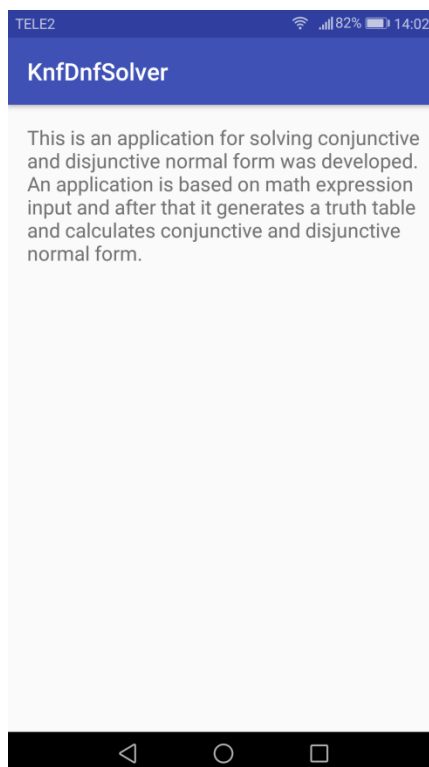 TELE2 82% 14:02
KnfDnfSolver
This is an application for solving conjunctive
and disjunctive normal form was developed.
An application is based on math expression
input and after that it generates a truth table
and calculates conjunctive and disjunctive
normal form.